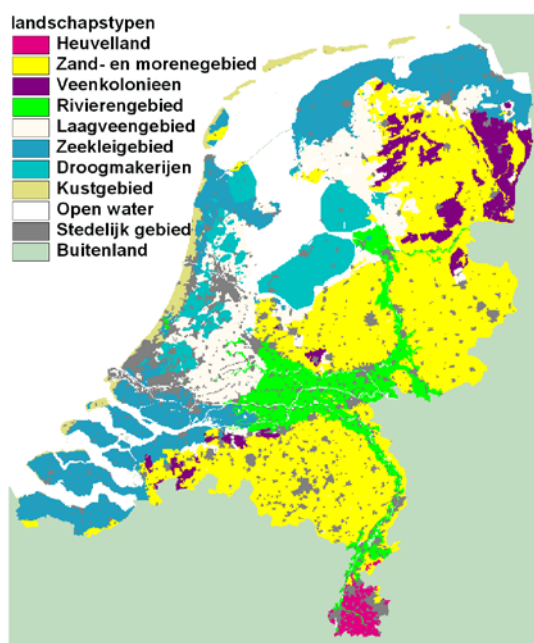 landschapstypen
Heuvelland
Zand- en morenegebied
Veenkolonieen
Rivierengebied
Laagveengebied
Zeekleigebied
Droogmakerijen
Kustgebied
Open water
Stedelijk gebied
Buitenland